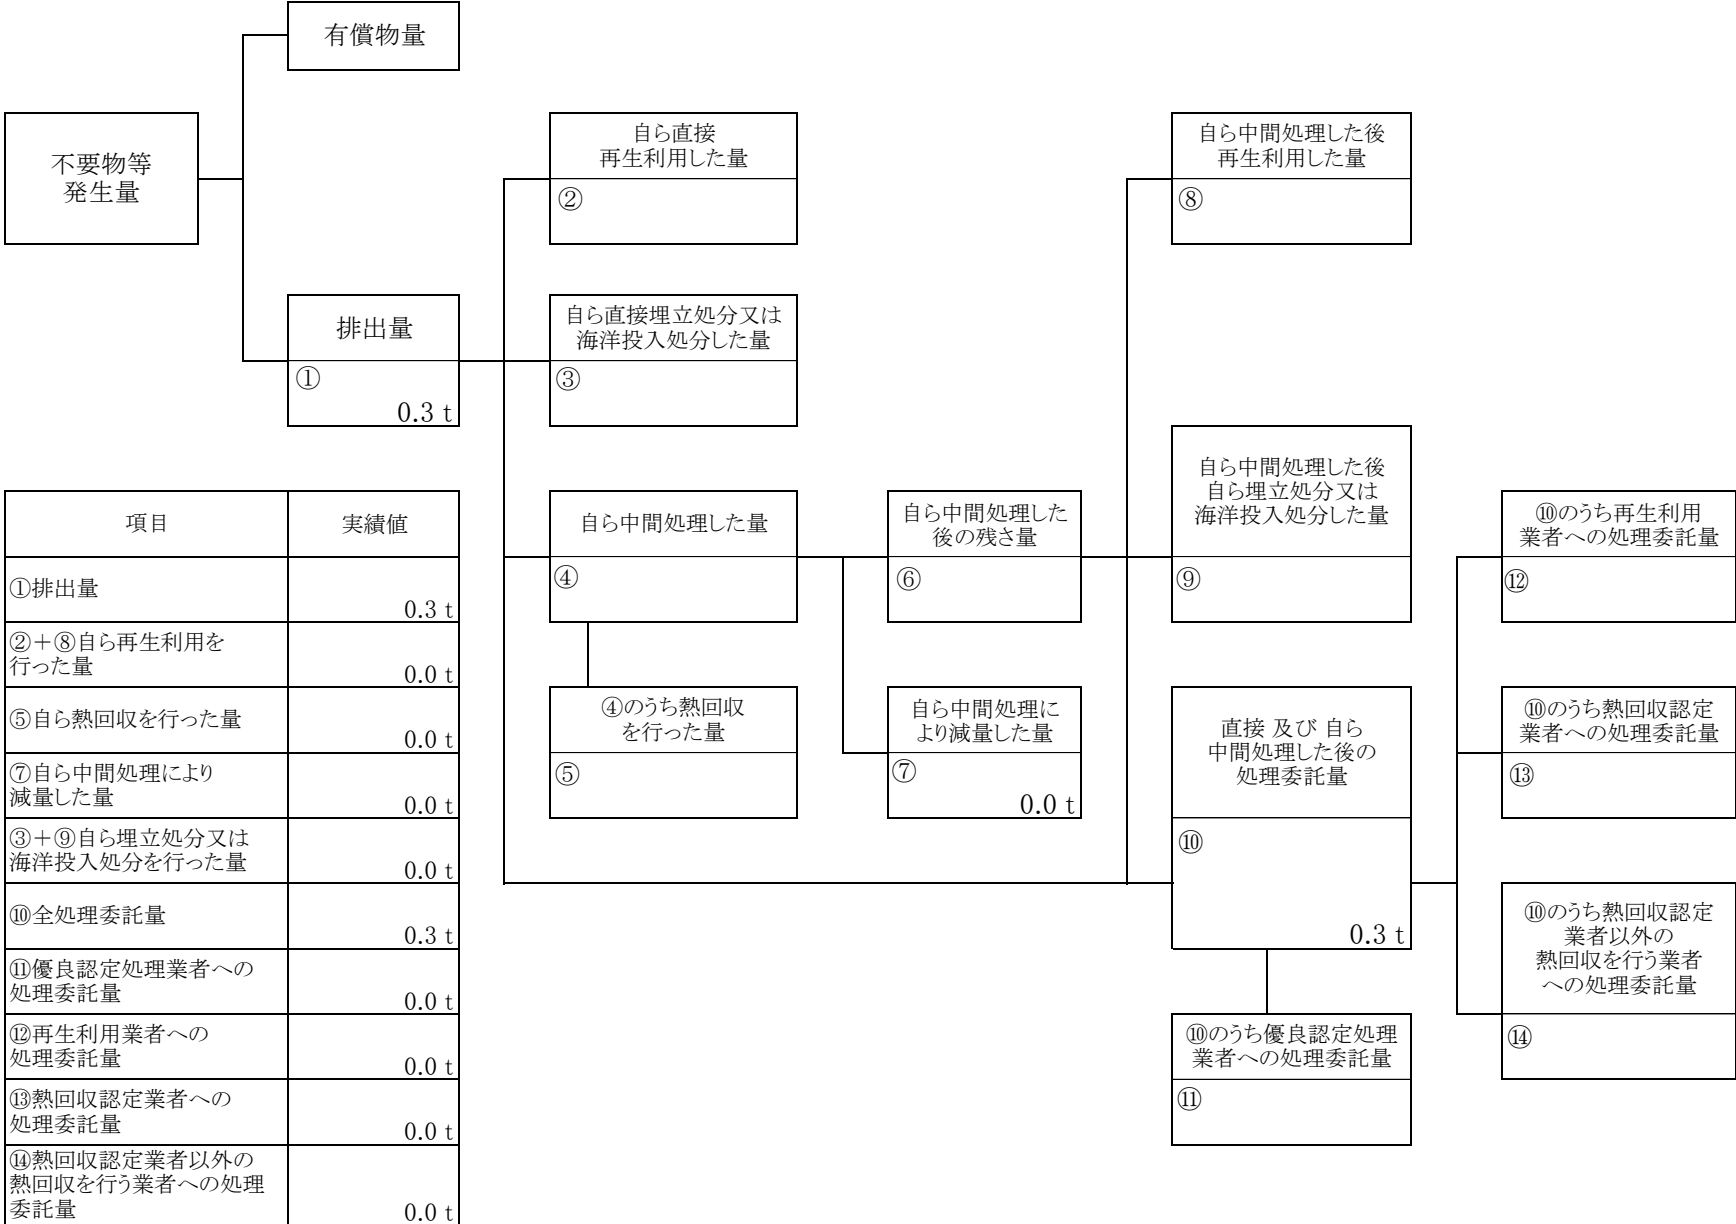 有償物量
不要物等
発生量
自ら直接
再生利用した量
②
自ら中間処理した後
再生利用した量
⑧
排出量
①
0.3 t
自ら直接埋立処分又は
海洋投入処分した量
③
自ら中間処理した量
④
自ら中間処理した
後の残さ量
⑥
自ら中間処理した後
自ら埋立処分又は
海洋投入処分した量
⑨
⑩のうち再生利用
業者への処理委託量
⑫
④のうち熱回収
を行った量
⑤
自ら中間処理に
より減量した量
⑦
0.0 t
直接 及び 自ら
中間処理した後の
処理委託量
⑩
0.3 t
⑩のうち熱回収認定
業者への処理委託量
⑬
⑩のうち熱回収認定
業者以外の
熱回収を行う業者
への処理委託量
⑭
⑩のうち優良認定処理
業者への処理委託量
⑪
項目 実績値
①排出量
0.3 t
②+⑧自ら再生利用を
行った量
0.0 t
⑤自ら熱回収を行った量
0.0 t
⑦自ら中間処理により
減量した量
0.0 t
③+⑨自ら埋立処分又は
海洋投入処分を行った量
0.0 t
⑩全処理委託量
0.3 t
⑪優良認定処理業者への
処理委託量
0.0 t
⑫再生利用業者への
処理委託量
0.0 t
⑬熱回収認定業者への
処理委託量
0.0 t
⑭熱回収認定業者以外の
熱回収を行う業者への処理
委託量
0.0 t